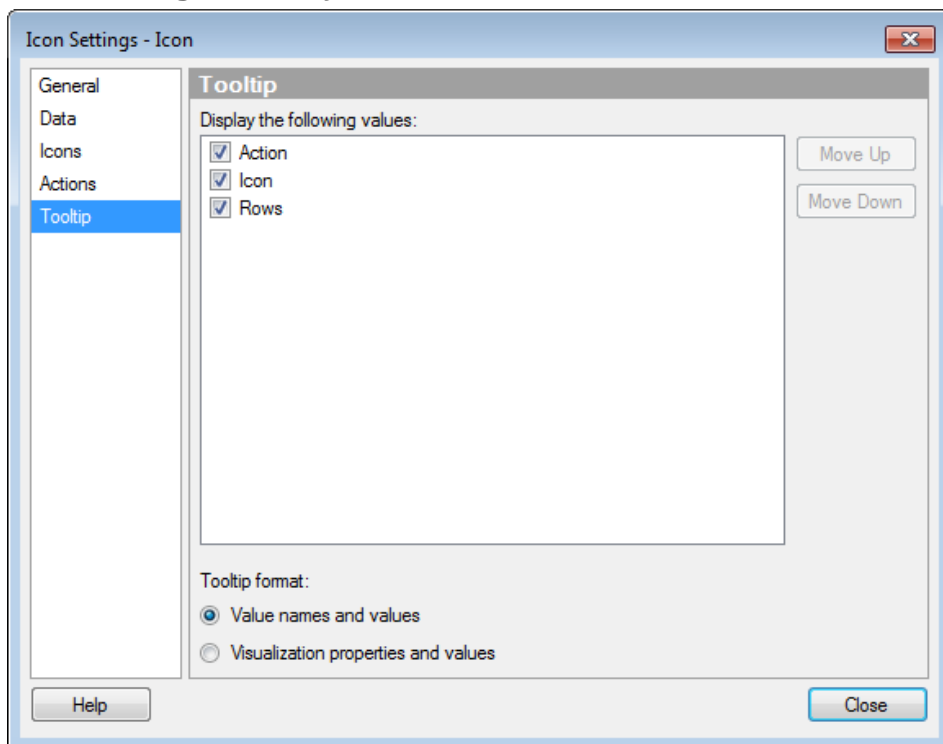 Icon Settings - Icon
General
Data
Icons
Actions
Tooltip
Tooltip
Display the following values:
Action
Icon
Rows
Move Up
Move Down
Tooltip format:
Value names and values
Visualization properties and values
Help
Close